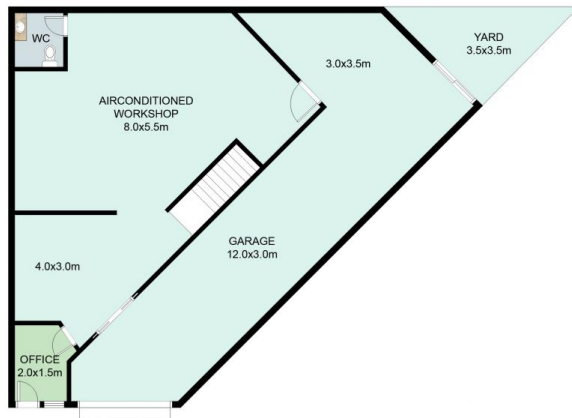 WC
YARD
3.5x3.5m
3.0x3.5m
AIRCONDITIONED
WORKSHOP
8.0x5.5m
GARAGE
12.0x3.0m
4.0x3.0m
OFFICE
2.0x1.5m